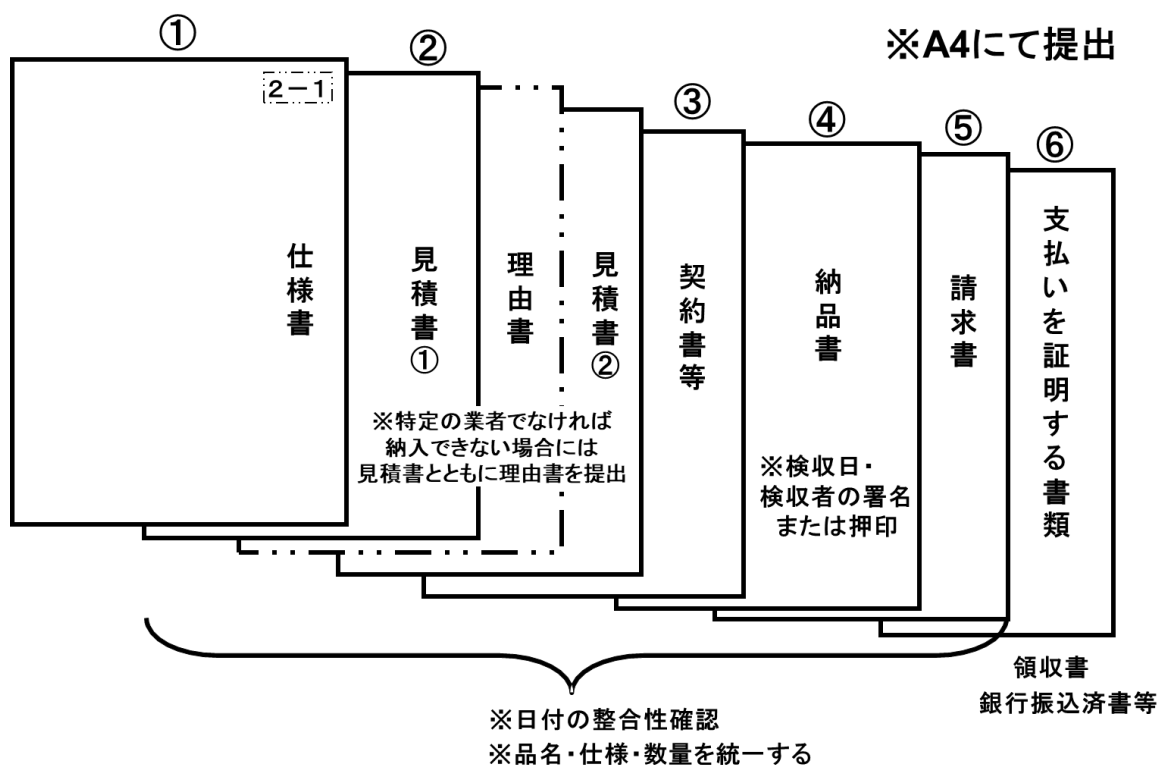 ※A4にて提出
①
2－1
仕様書
②
見積書①
理由書
見積書②
※特定の業者でなければ
納入できない場合には
見積書とともに理由書を提出
③
契約書等
④
納品書
※検収日・
検収者の署名
または押印
⑤
請求書
⑥
支払いを証明する書類
領収書
銀行振込済書等
※日付の整合性確認
※品名・仕様・数量を統一する